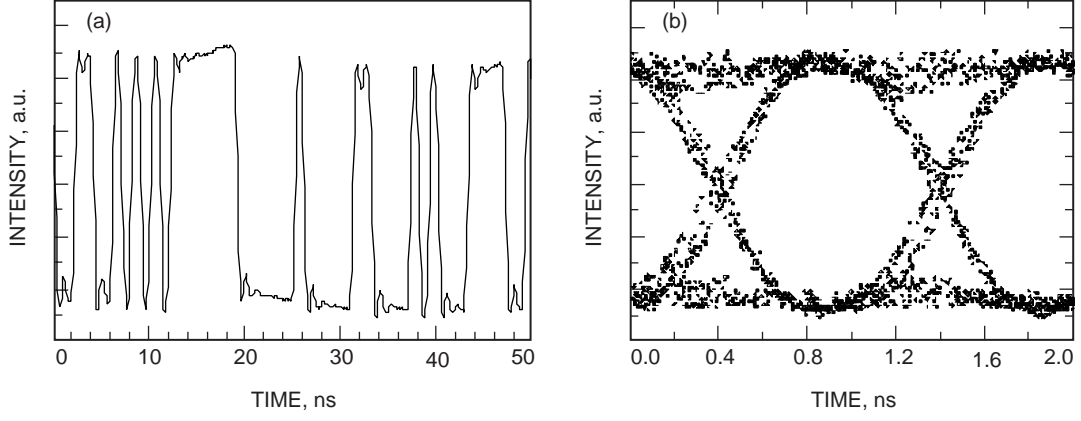 (a)
INTENSITY, a.u.
0 10 20 30 40 50
TIME, ns
(b)
INTENSITY, a.u.
0.0 0.4 0.8 1.2 1.6 2.0
TIME, ns